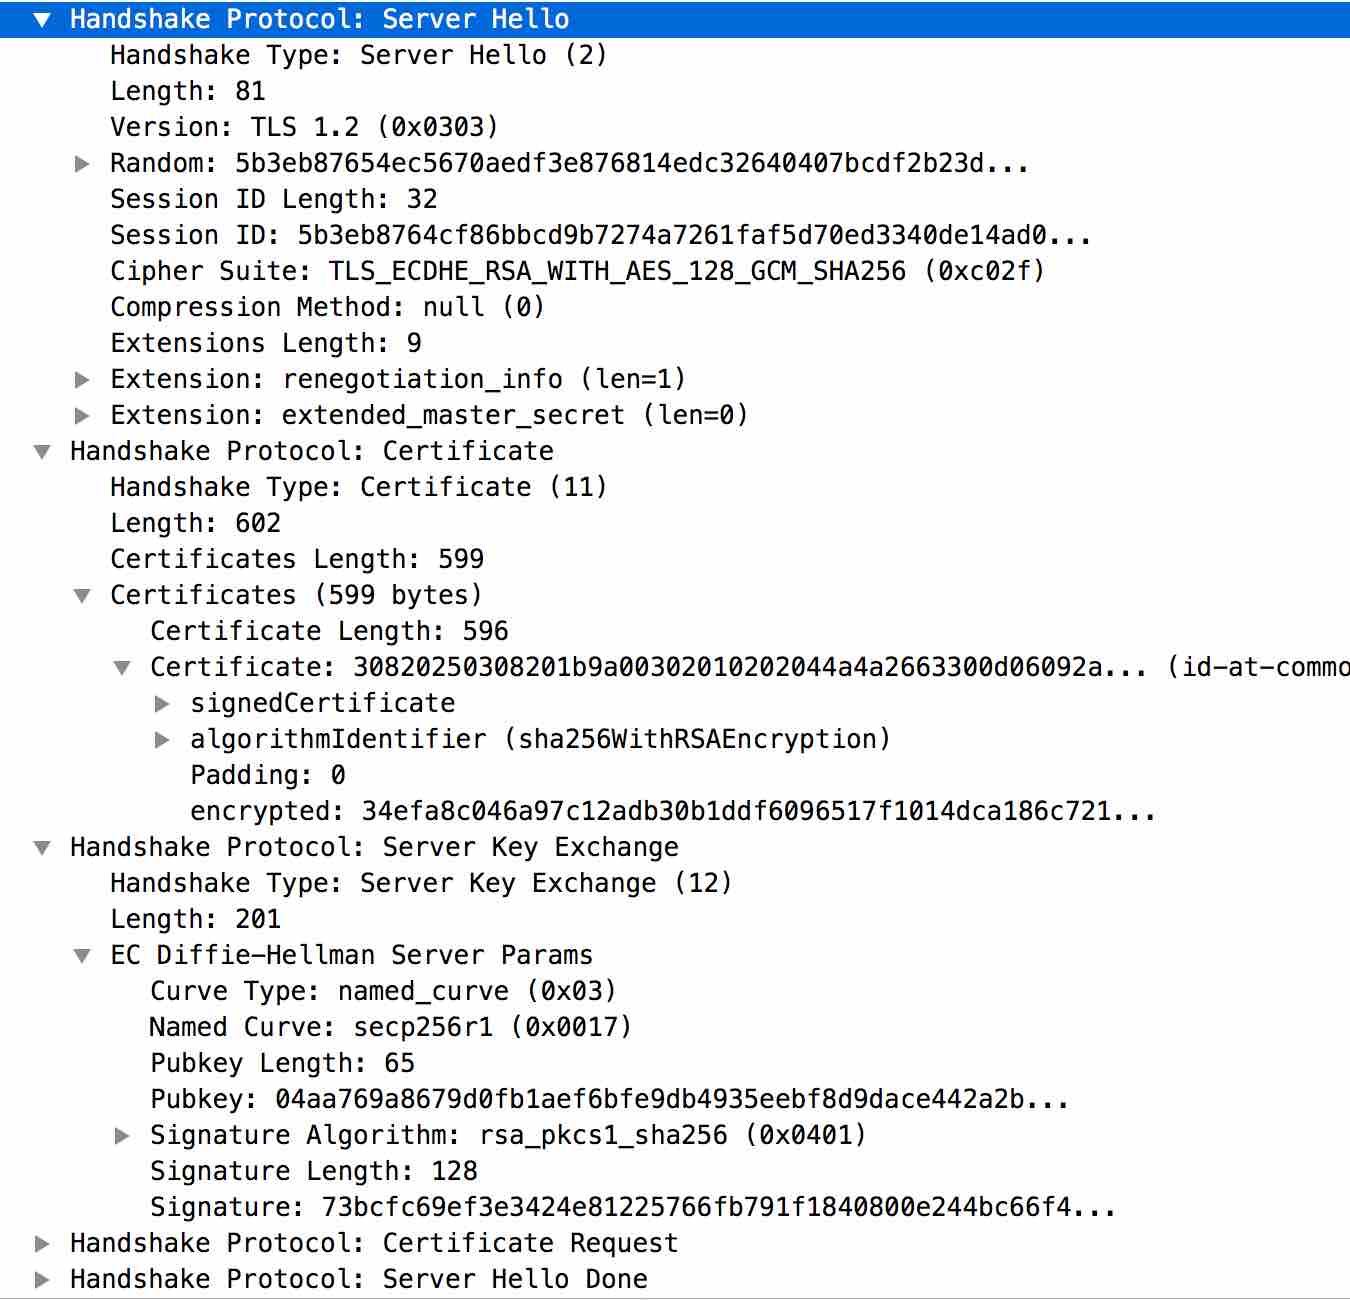 Handshake Protocol: Server Hello
Handshake Type: Server Hello (2)
Length: 81
Version: TLS 1.2 (0x0303)
Random: 5b3eb87654ec5670aedf3e876814edc32640407bcdf2b23d...
Session ID Length: 32
Session ID: 5b3eb8764cf86bbcd9b7274a7261faf5d70ed3340de14ad0...
Cipher Suite: TLS_ECDHE_RSA_WITH_AES_128_GCM_SHA256 (0xc02f)
Compression Method: null (0)
Extensions Length: 9
Extension: renegotiation_info (len=1)
Extension: extended_master_secret (len=0)
Handshake Protocol: Certificate
Handshake Type: Certificate (11)
Length: 602
Certificates Length: 599
Certificates (599 bytes)
Certificate Length: 596
Certificate: 30820250308201b9a00302010202044a4a2663300d06092a... (id-at-commo
signedCertificate
algorithmIdentifier (sha256WithRSAEncryption)
Padding: 0
encrypted: 34efa8c046a97c12adb30b1ddf6096517f1014dca186c721...
Handshake Protocol: Server Key Exchange
Handshake Type: Server Key Exchange (12)
Length: 201
EC Diffie-Hellman Server Params
Curve Type: named_curve (0x03)
Named Curve: secp256r1 (0x0017)
Pubkey Length: 65
Pubkey: 04aa769a8679d0fb1aef6bfe9db4935eebf8d9dace442a2b...
Signature Algorithm: rsa_pkcs1_sha256 (0x0401)
Signature Length: 128
Signature: 73bcfc69ef3e3424e81225766fb791f1840800e244bc66f4...
Handshake Protocol: Certificate Request
Handshake Protocol: Server Hello Done